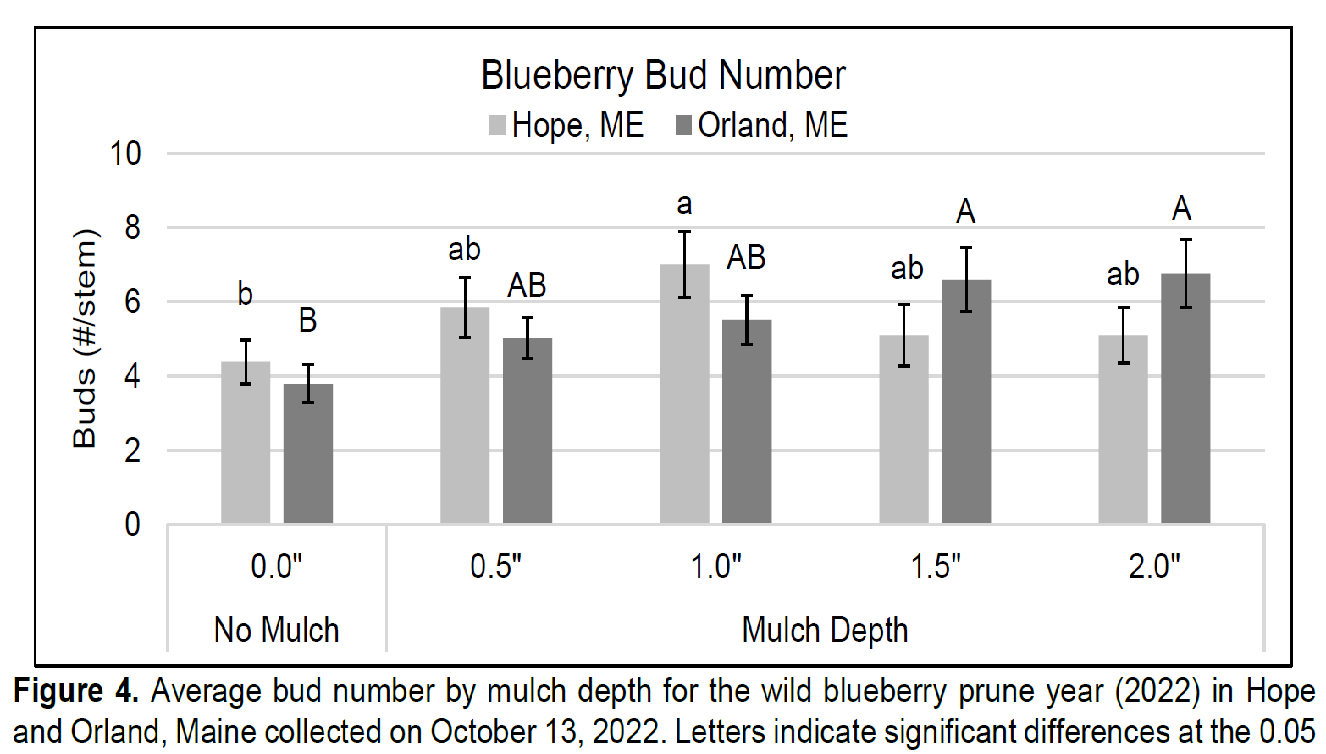 Blueberry Bud Number
Hope, ME Orland, ME
Buds (#/stem)
10
8
6
4
2
0
b B ab AB a AB ab A ab A
0.0" 0.5" 1.0" 1.5" 2.0"
No Mulch Mulch Depth
Figure 4. Average bud number by mulch depth for the wild blueberry prune year (2022) in Hope
and Orland, Maine collected on October 13, 2022. Letters indicate significant differences at the 0.05